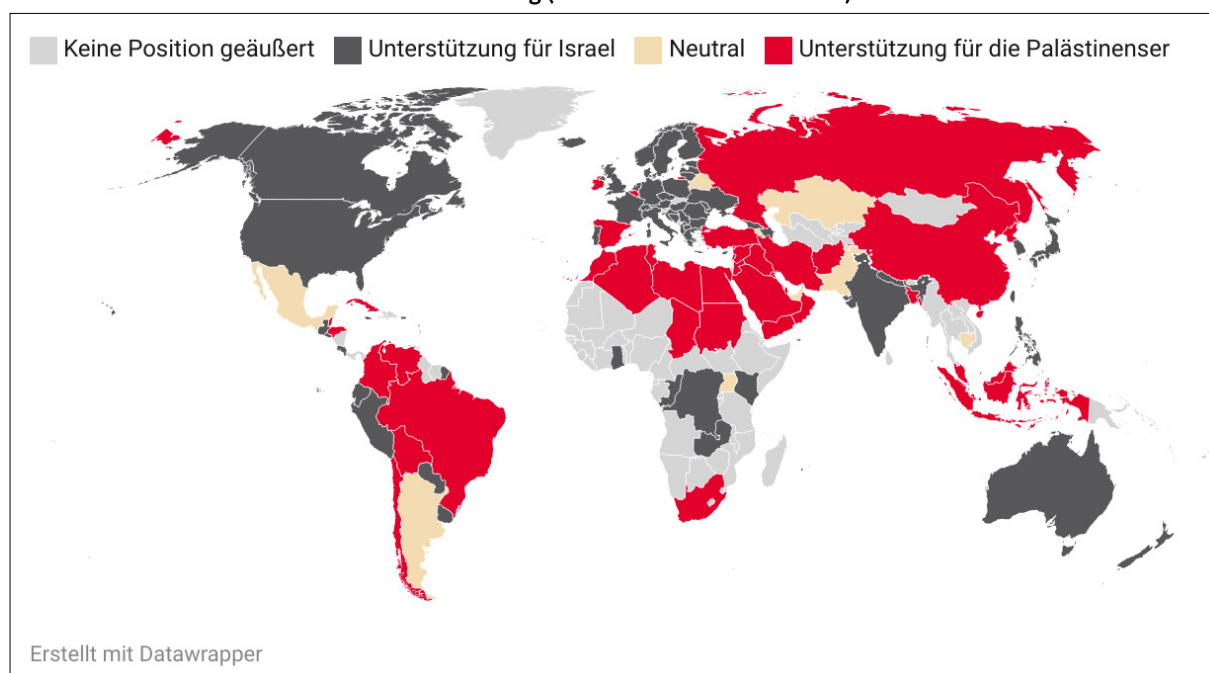 Keine Position geäußert Unterstützung für Israel Neutral Unterstützung für die Palästinenser
Erstellt mit Datawrapper